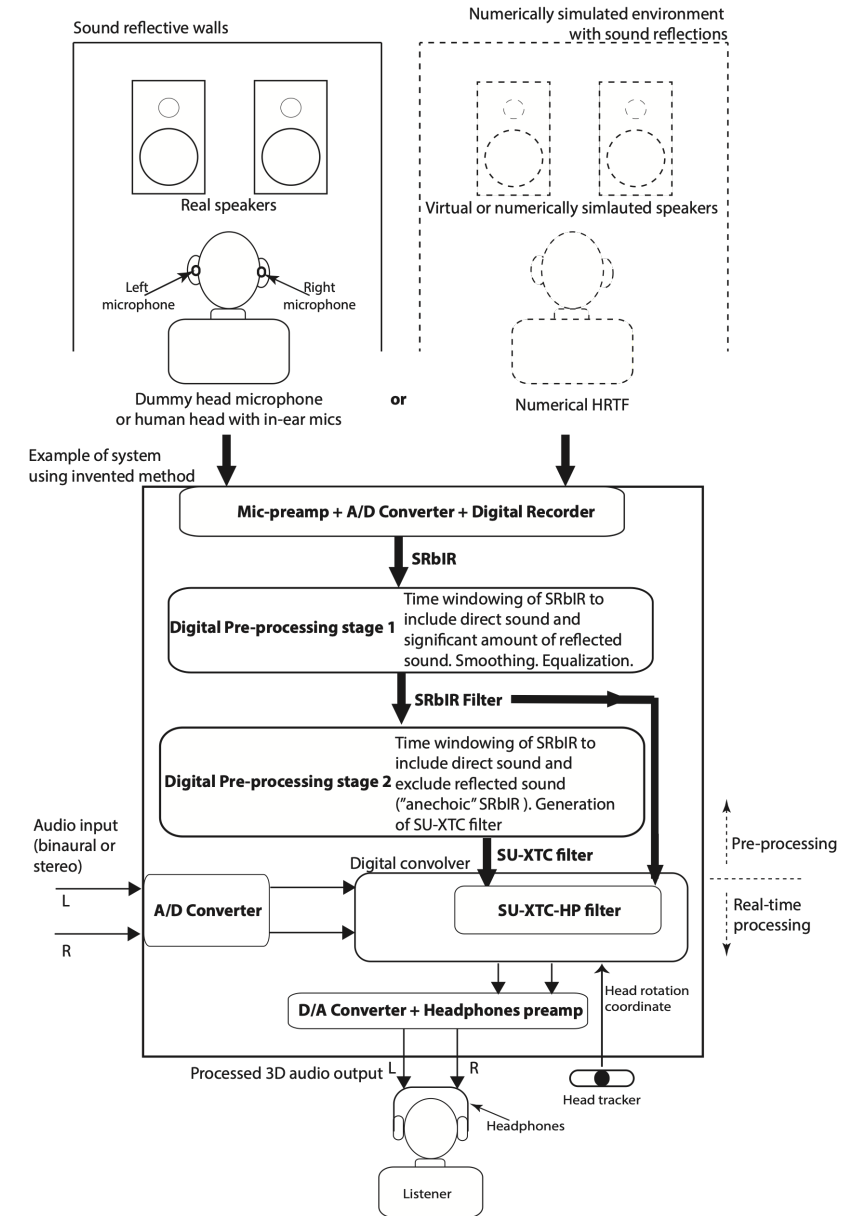 Sound reflective walls
Numerically simulated environment
with sound reflections
Real speakers
Virtual or numerically simlauted speakers
Left
microphone
Right
microphone
Dummy head microphone
or human head with in-ear mics
or
Numerical HRTF
Example of system
using invented method
Mic-preamp + A/D Converter + Digital Recorder
SRbIR
Digital Pre-processing stage 1
Time windowing of SRbIR to
include direct sound and
significant amount of reflected
sound. Smoothing. Equalization.
SRbIR Filter
Digital Pre-processing stage 2
Time windowing of SRbIR to
include direct sound and
exclude reflected sound
("anechoic" SRbIR ). Generation
of SU-XTC filter
Audio input
(binaural or
stereo)
L
R
A/D Converter
Digital convolver
SU-XTC filter
SU-XTC-HP filter
Pre-processing
Real-time
processing
Head rotation
coordinate
D/A Converter + Headphones preamp
Processed 3D audio output
L
R
Head tracker
Headphones
Listener